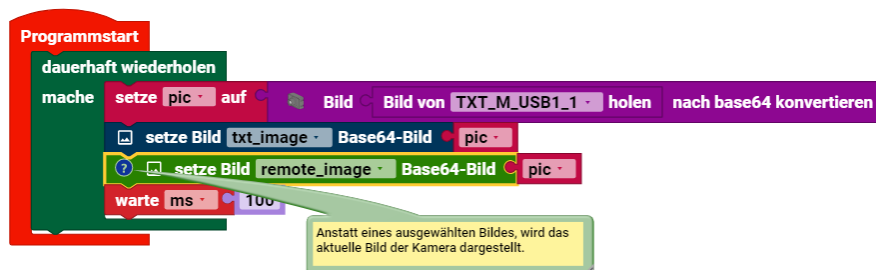 Programmstart
dauerhaft wiederholen
mache setze pic auf Bild Bild von TXT_M_USB1_1 holen nach base64 konvertieren
setze Bild txt_image Base64-Bild pic
? setze Bild remote_image Base64-Bild pic
warte ms 100
Anstatt eines ausgewählten Bildes, wird das
aktuelle Bild der Kamera dargestellt.